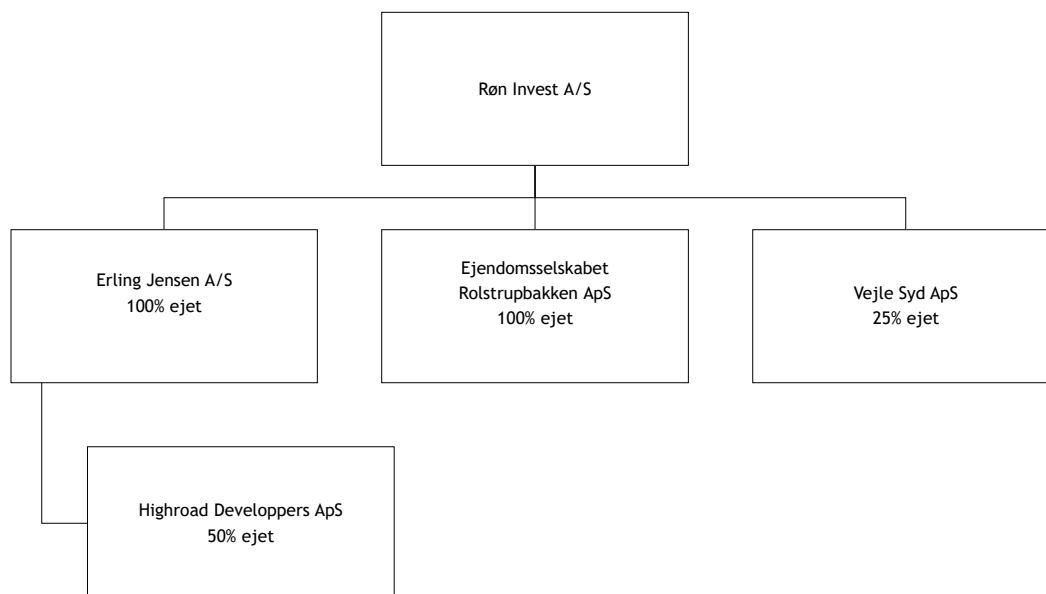 Røn Invest A/S
Erling Jensen A/S
100% ejet
Ejendomsselskabet
Rolstrupbakken ApS
100% ejet
Vejle Syd ApS
25% ejet
Highroad Developpers ApS
50% ejet